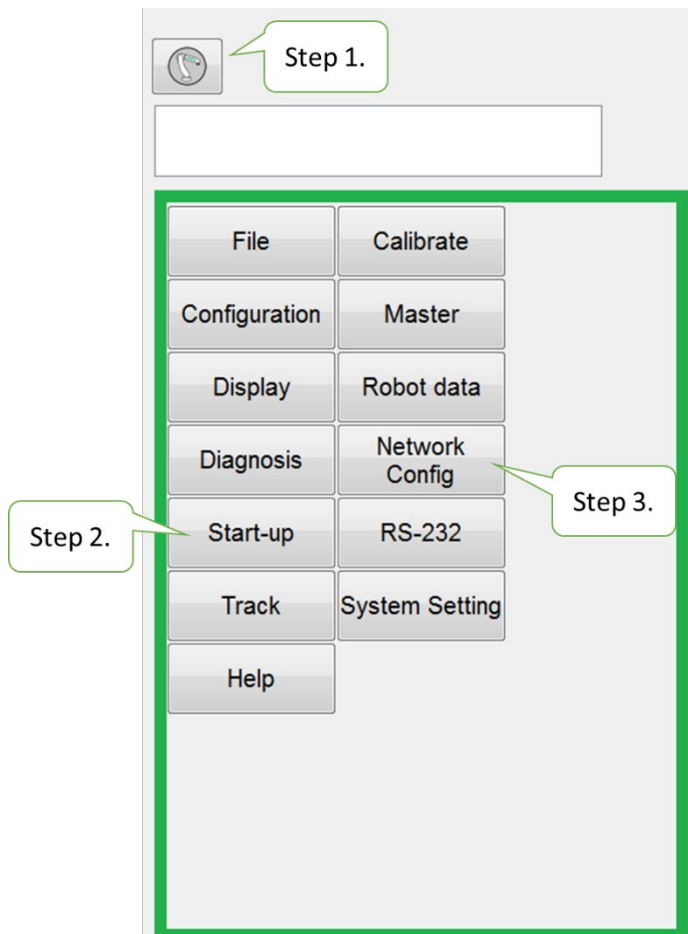 Step 1.
File
Calibrate
Configuration
Master
Display
Robot data
Diagnosis
Network
Config
Step 3.
Step 2.
Start-up
RS-232
Track
System Setting
Help